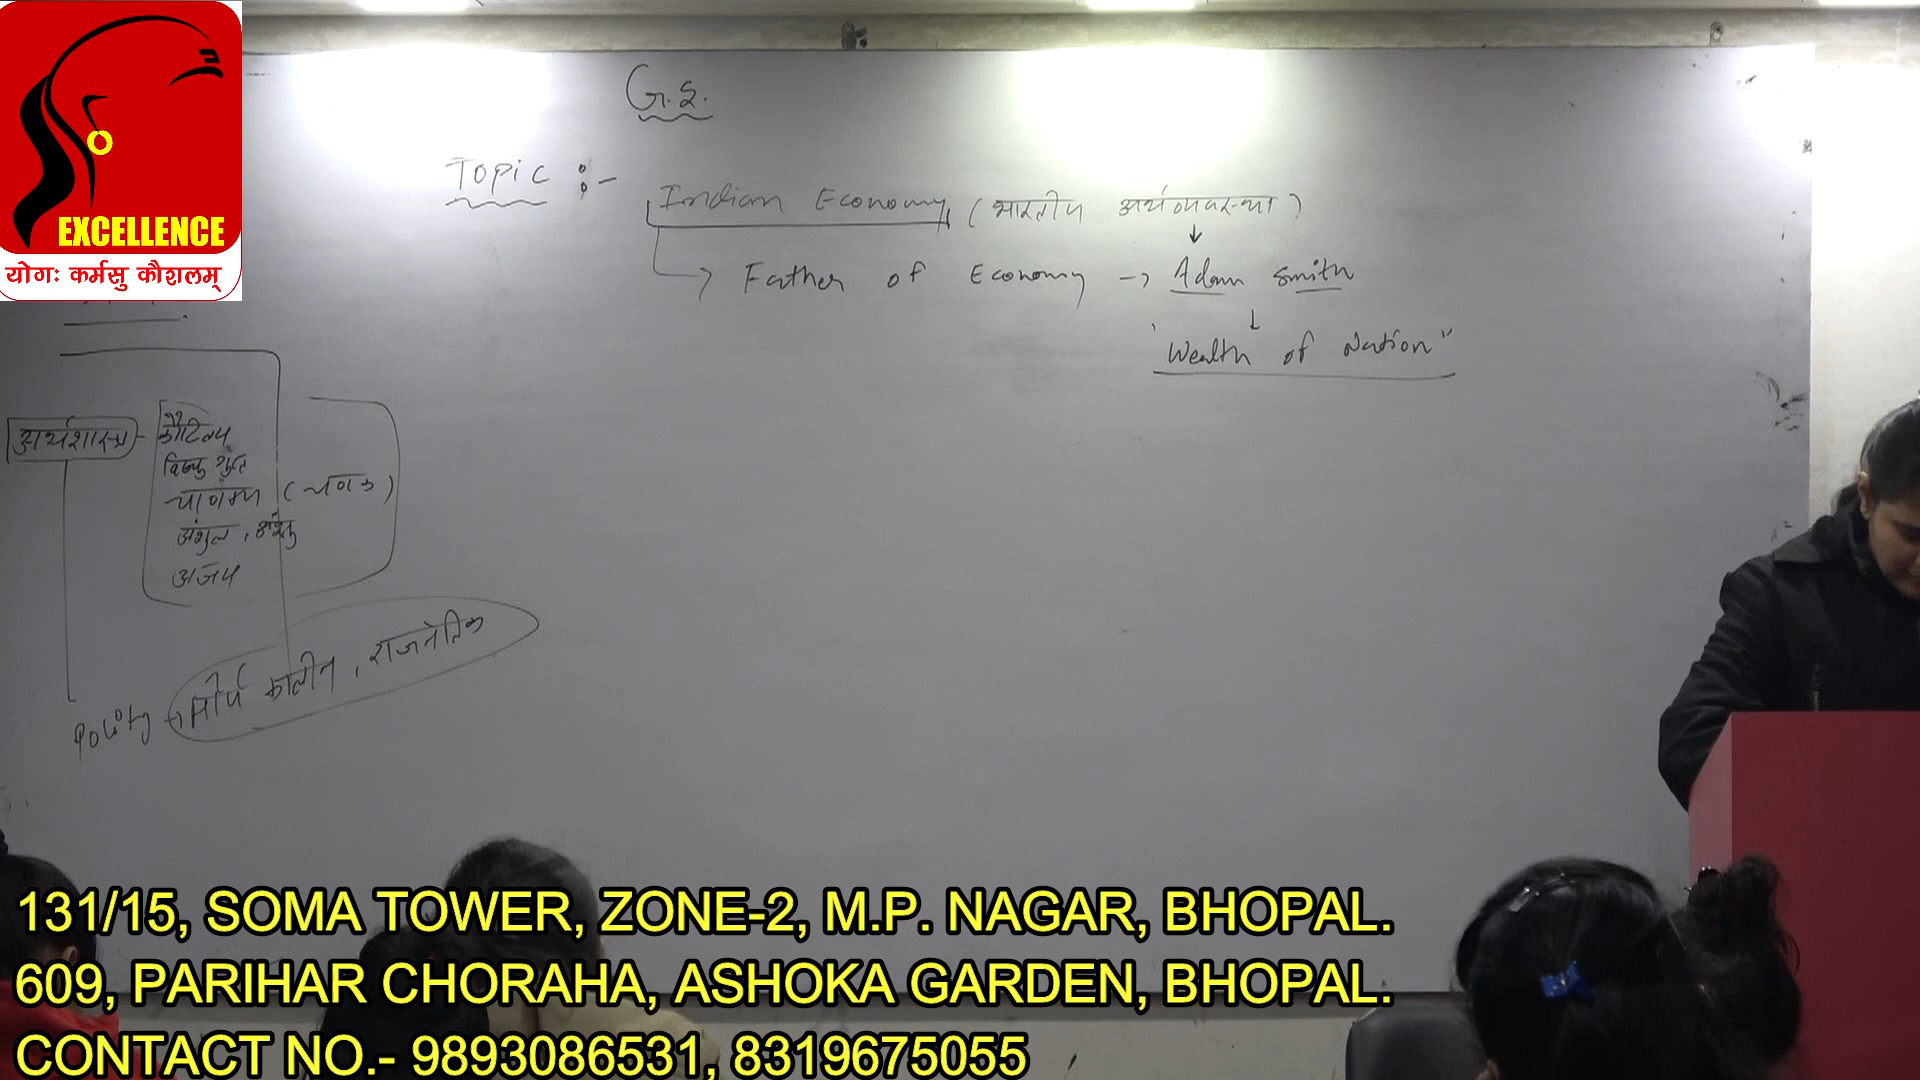 EXCELLENCE
योगः कर्मसु कौशलम्
G.S.
Topic :-
Indian Economy (भारतीय अर्थव्यवस्था)
↓
→ Father of Economy → Adam Smith
↓
"Wealth of Nation"
अर्थशास्त्र - कौटिल्य
विष्णु गुप्त
चाणक्य (चणक)
अंशुल,
अजय
Polity → मौर्य कालीन, राजनैतिक
131/15, SOMA TOWER, ZONE-2, M.P. NAGAR, BHOPAL.
609, PARIHAR CHORAHA, ASHOKA GARDEN, BHOPAL.
CONTACT NO.- 9893086531, 8319675055